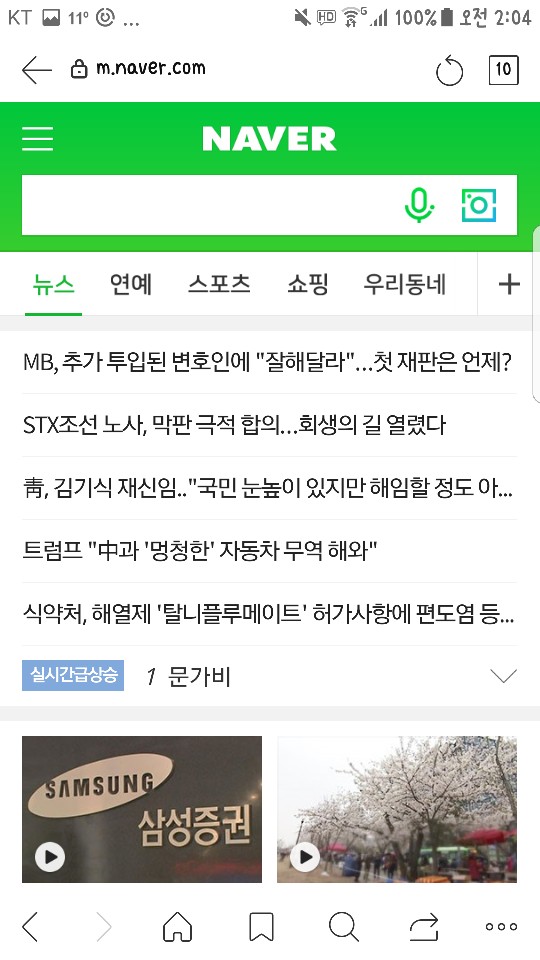 KT 11° ... HD G 100% 오전 2:04
m.naver.com 10
NAVER
뉴스 연예 스포츠 쇼핑 우리동네 +
MB, 추가 투입된 변호인에 "잘해달라"...첫 재판은 언제?
STX조선 노사, 막판 극적 합의...회생의 길 열렸다
靑, 김기식 재신임.."국민 눈높이 있지만 해임할 정도 아...
트럼프 "中과 '멍청한' 자동차 무역 해와"
식약처, 해열제 '탈니플루메이트' 허가사항에 편도염 등...
실시간급상승 1 문가비
SAMSUNG
삼성증권